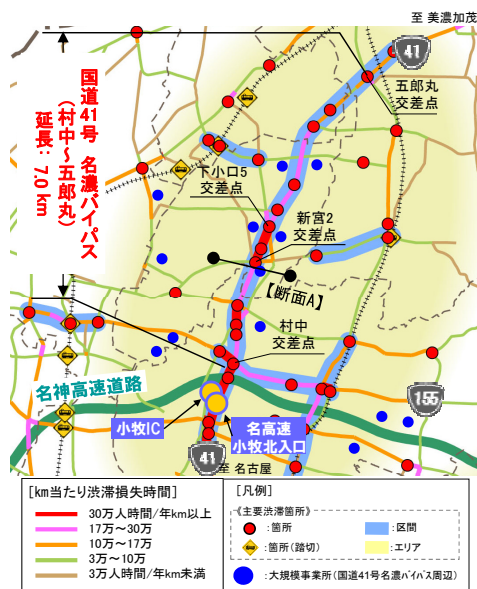 至 美濃加茂
41
国道41号 名濃バイパス
(村中～五郎丸)
延長：7.0km
五郎丸
交差点
下小口5
交差点
新宮2
交差点
【断面A】
村中
交差点
名神高速道路
155
小牧IC
名高速
小牧北入口
41
至 名古屋
[km当たり渋滞損失時間]
30万人時間/年km以上
17万～30万
10万～17万
3万～10万
3万人時間/年km未満
[凡例]
《主要渋滞箇所》
：箇所
：区間
：箇所(踏切)
：エリア
：大規模事業所(国道41号名濃バイパス周辺)